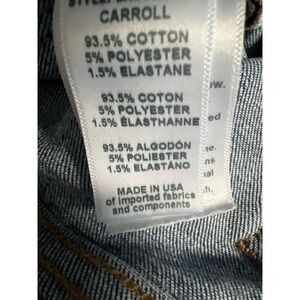 CARROLL
93.5% COTTON
5% POLYESTER
1.5% ELASTANE
93.5% COTON
5% POLYESTER
1.5% ÉLASTHANNE
93.5% ALGODÓN
5% POLIESTER
1.5% ELASTÁNO
MADE IN USA
of imported fabrics
and components